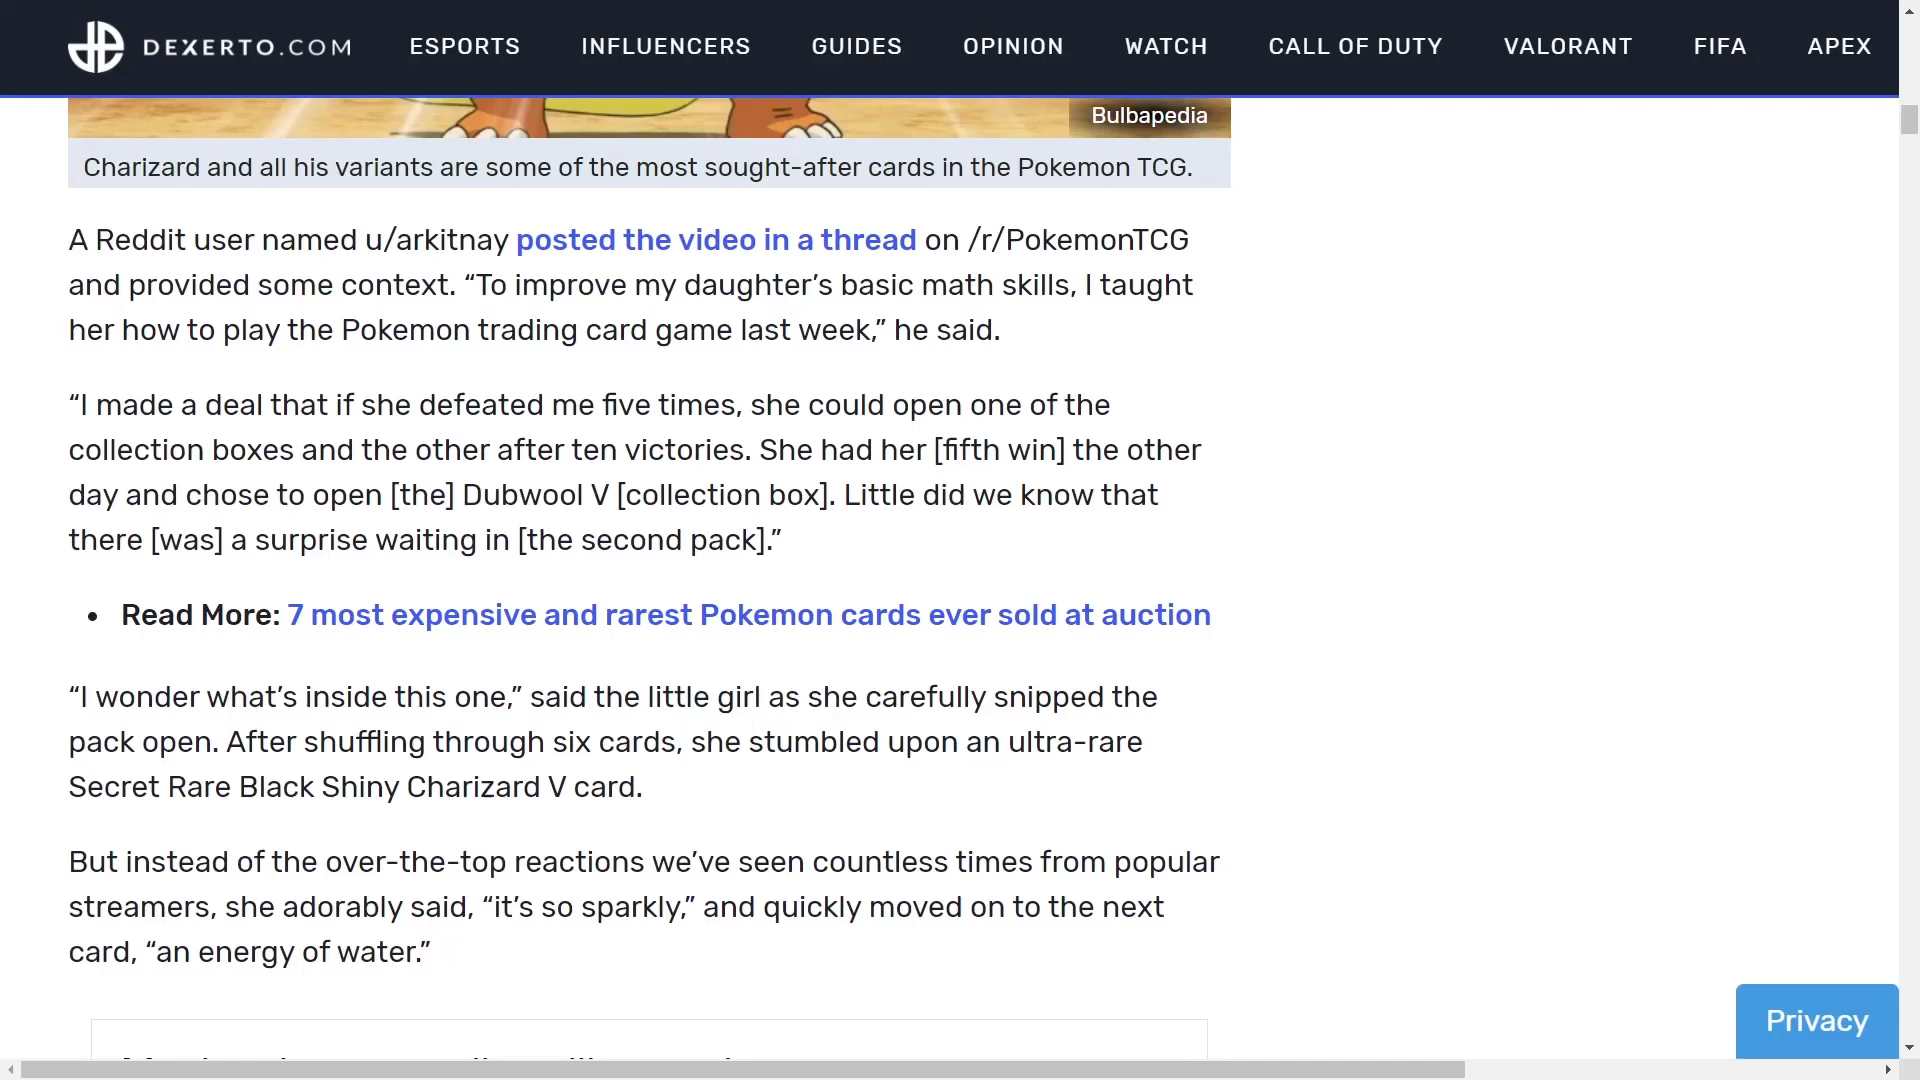 DEXERTO.COM ESPORTS INFLUENCERS GUIDES OPINION WATCH CALL OF DUTY VALORANT FIFA APEX
Bulbapedia
Charizard and all his variants are some of the most sought-after cards in the Pokemon TCG.
A Reddit user named u/arkitnay posted the video in a thread on /r/PokemonTCG
and provided some context. “To improve my daughter’s basic math skills, I taught
her how to play the Pokemon trading card game last week,” he said.
“I made a deal that if she defeated me five times, she could open one of the
collection boxes and the other after ten victories. She had her [fifth win] the other
day and chose to open [the] Dubwool V [collection box]. Little did we know that
there [was] a surprise waiting in [the second pack].”
• Read More: 7 most expensive and rarest Pokemon cards ever sold at auction
“I wonder what’s inside this one,” said the little girl as she carefully snipped the
pack open. After shuffling through six cards, she stumbled upon an ultra-rare
Secret Rare Black Shiny Charizard V card.
But instead of the over-the-top reactions we’ve seen countless times from popular
streamers, she adorably said, “it’s so sparkly,” and quickly moved on to the next
card, “an energy of water.”
Privacy